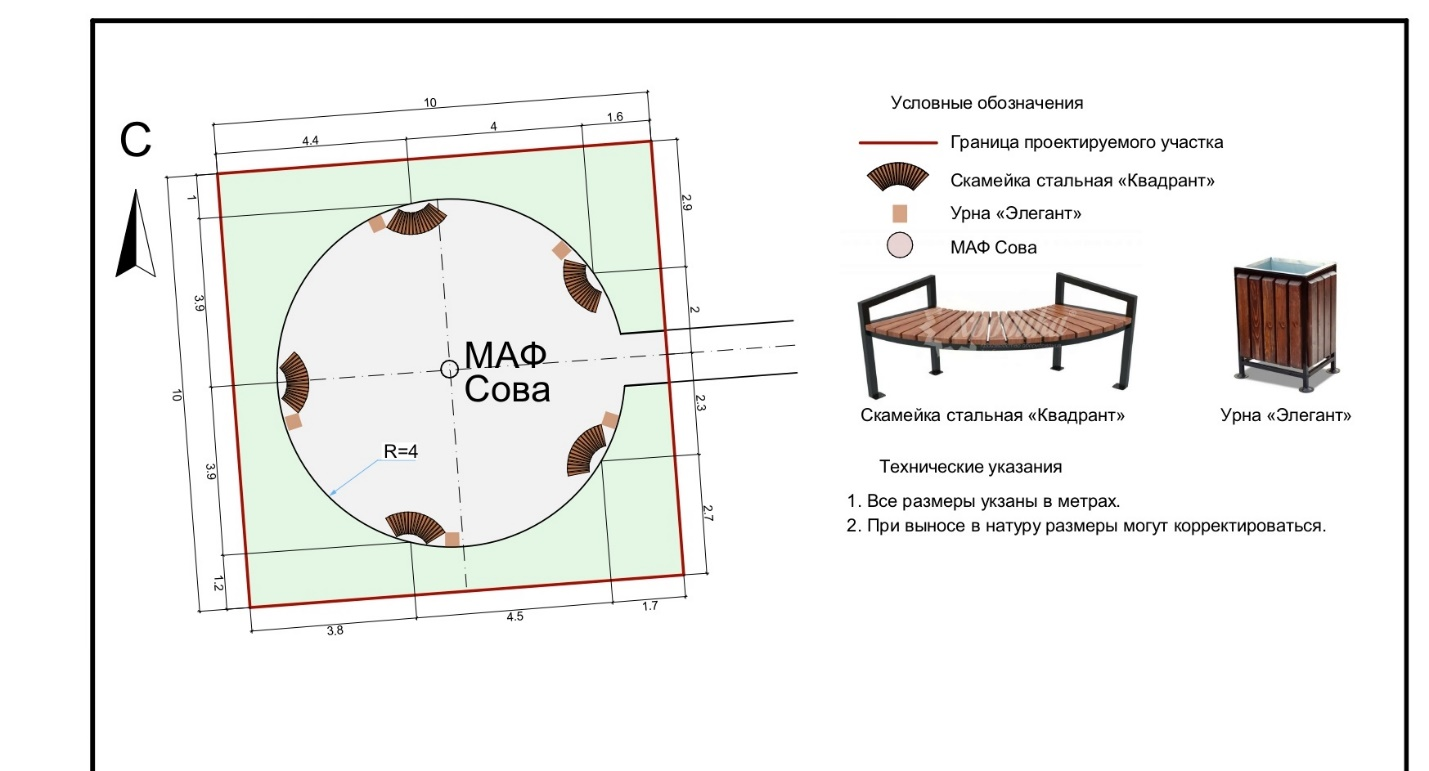 С
10
4.4
4
1.6
1
3.9
10
3.9
1.2
2.9
2
2.3
2.7
3.8
4.5
1.7
МАФ
Сова
R=4
Условные обозначения
Граница проектируемого участка
Скамейка стальная «Квадрант»
Урна «Элегант»
МАФ Сова
Скамейка стальная «Квадрант»
Урна «Элегант»
Технические указания
1. Все размеры укзаны в метрах.
2. При выносе в натуру размеры могут корректироваться.